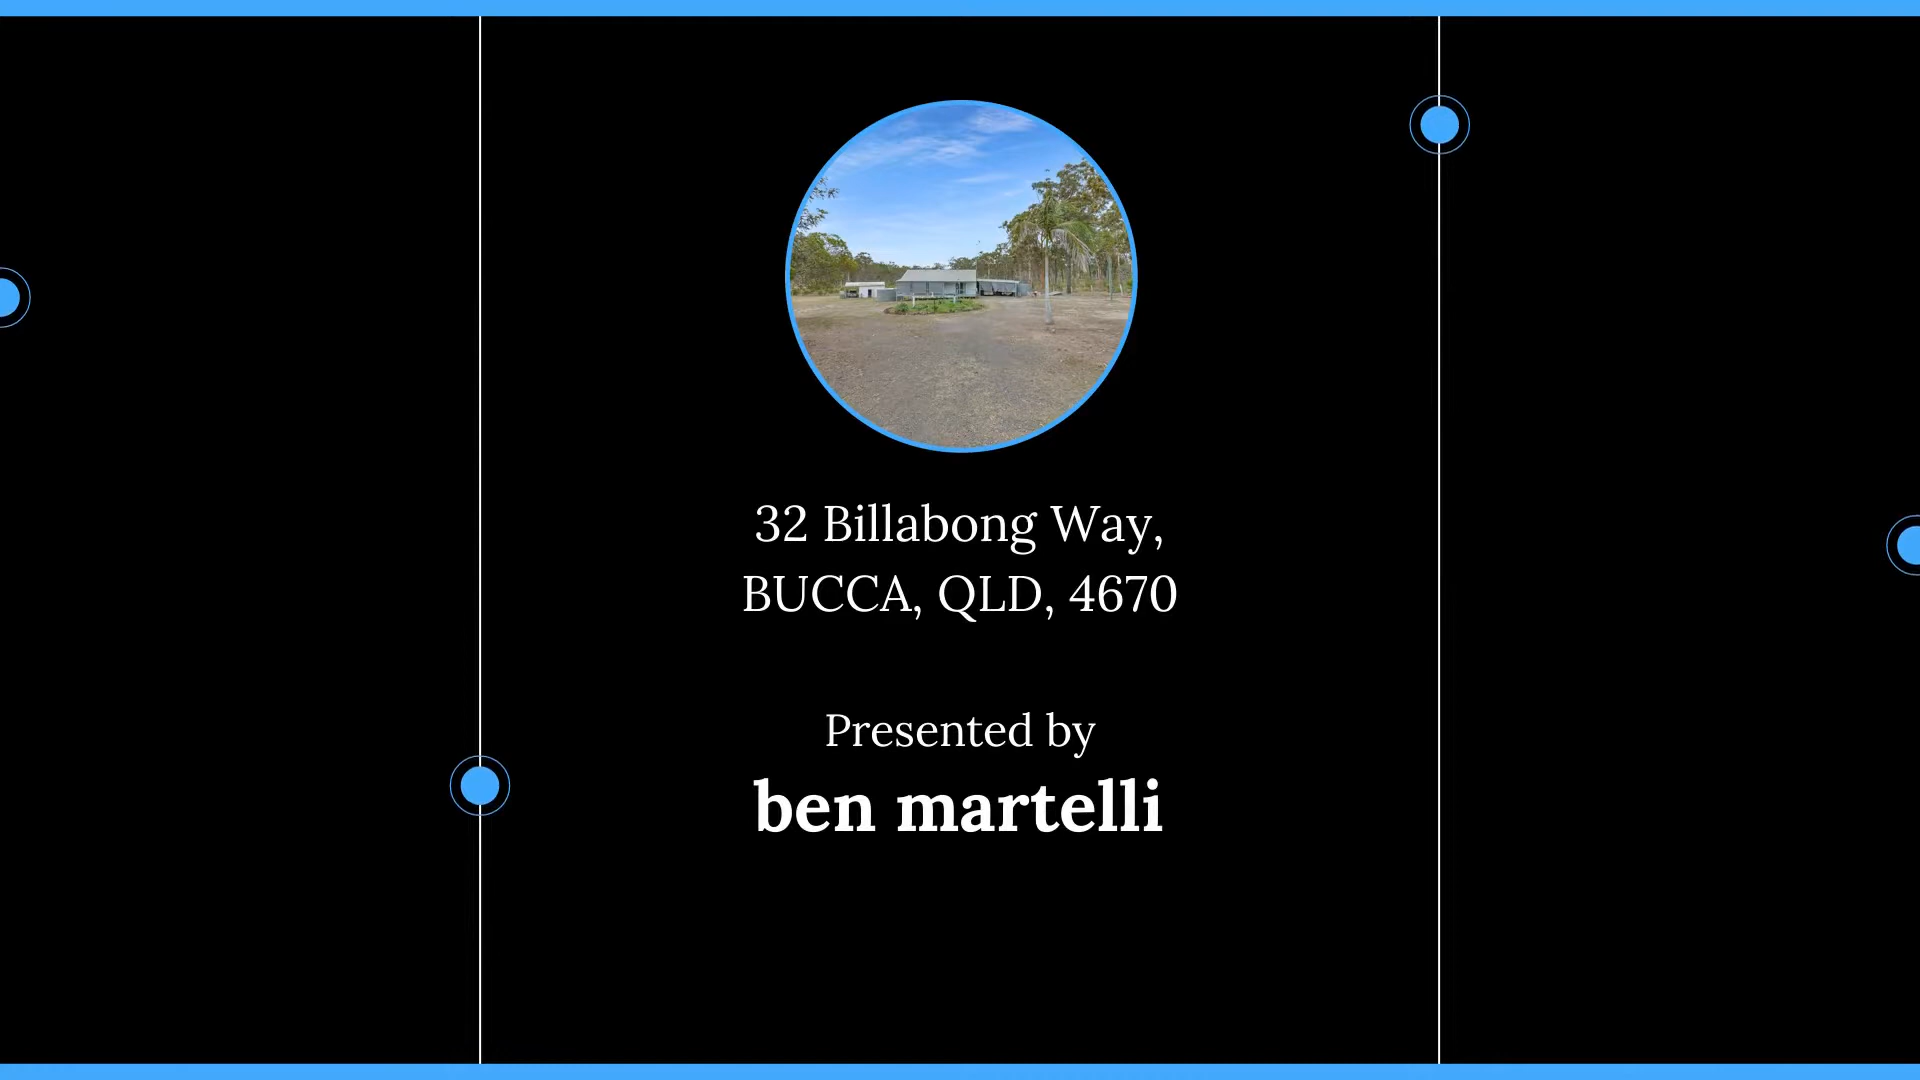 32 Billabong Way,
BUCCA, QLD, 4670
Presented by
ben martelli